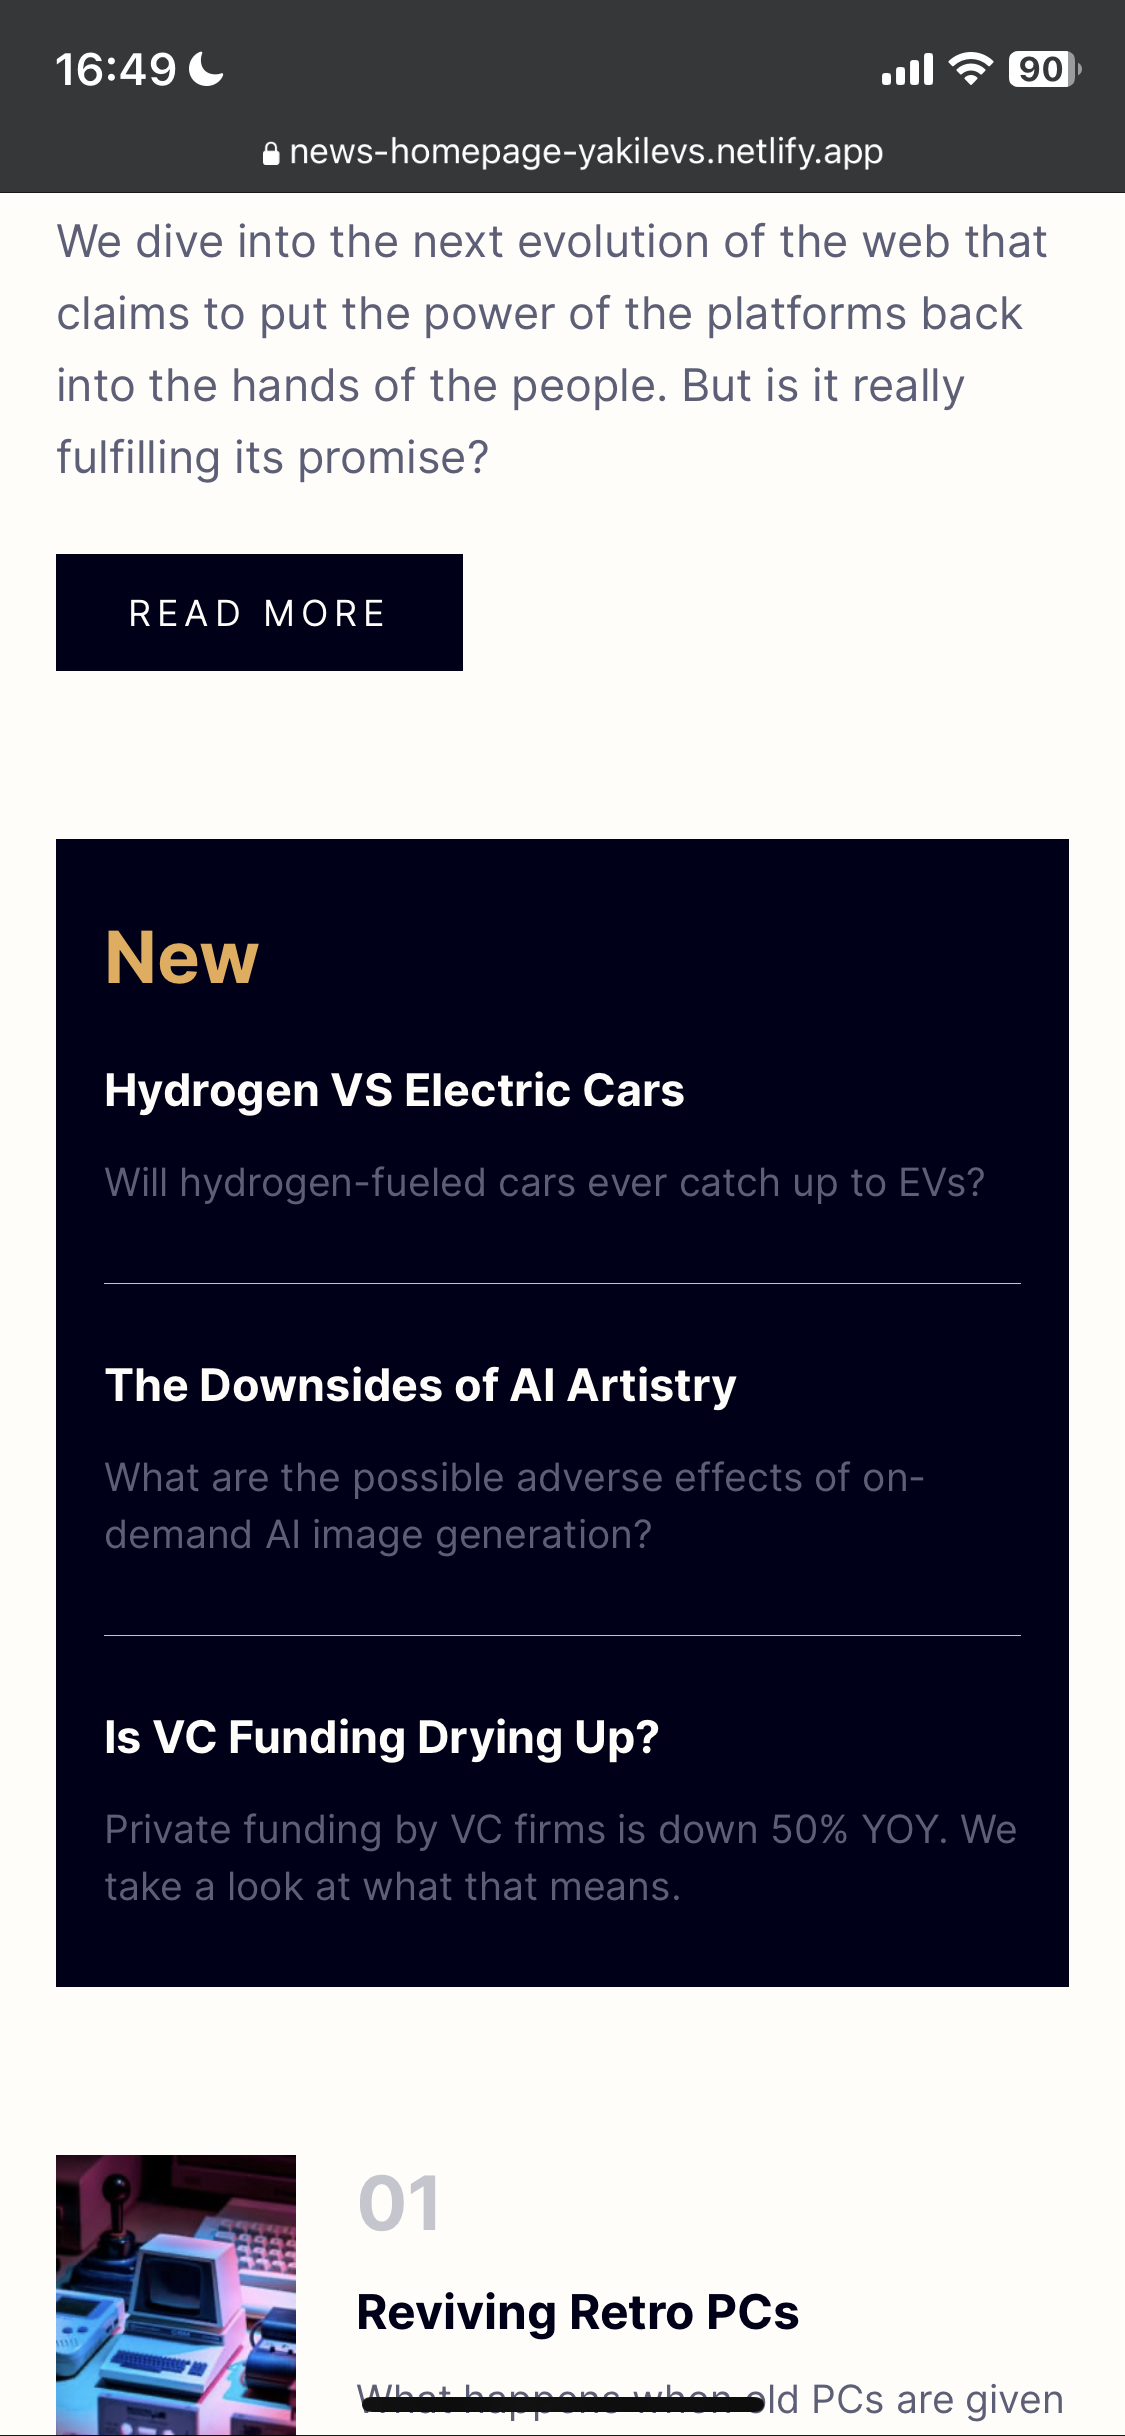 16:49
90
news-homepage-yakilevs.netlify.app
We dive into the next evolution of the web that
claims to put the power of the platforms back
into the hands of the people. But is it really
fulfilling its promise?
READ MORE
New
Hydrogen VS Electric Cars
Will hydrogen-fueled cars ever catch up to EVs?
The Downsides of AI Artistry
What are the possible adverse effects of on-
demand AI image generation?
Is VC Funding Drying Up?
Private funding by VC firms is down 50% YOY. We
take a look at what that means.
01
Reviving Retro PCs
What happens when old PCs are given